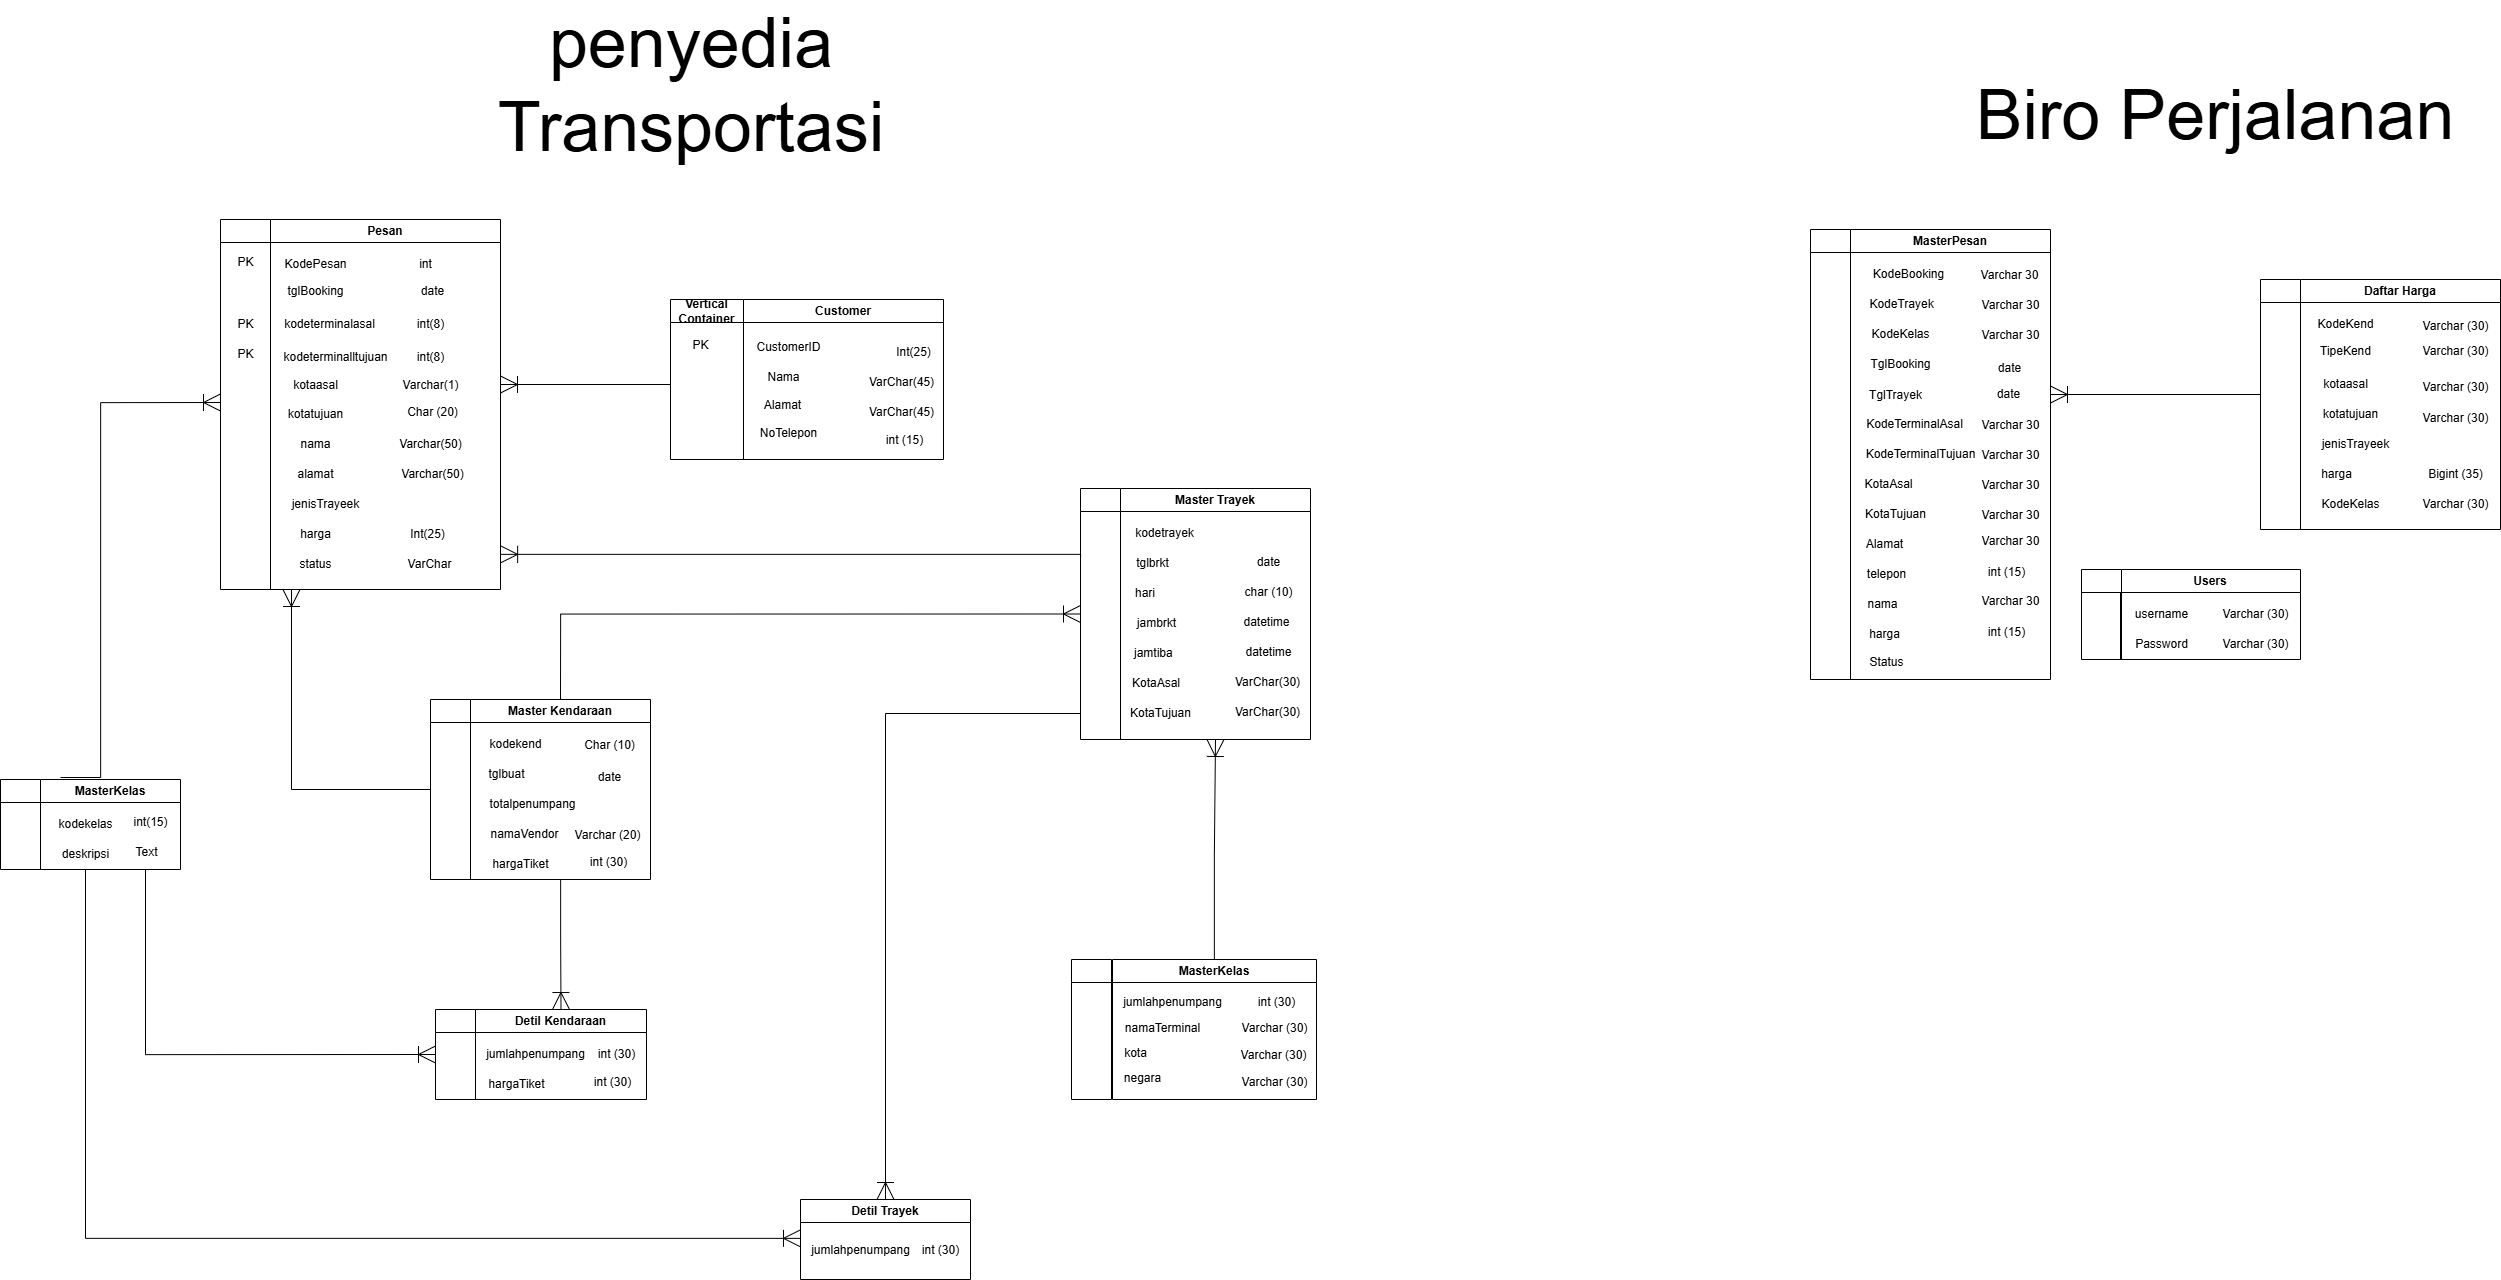 penyedia
Transportasi
Biro Perjalanan
Pesan
PK KodePesan int
tglBooking date
PK kodeterminalasal int(8)
PK kodeterminalltujuan int(8)
kotaasal Varchar(1)
kotatujuan Char (20)
nama Varchar(50)
alamat Varchar(50)
jenisTrayeek
harga Int(25)
status VarChar
Vertical
Container
Customer
PK CustomerID Int(25)
Nama VarChar(45)
Alamat VarChar(45)
NoTelepon int (15)
Master Trayek
kodetrayek
tglbrkt date
hari char (10)
jambrkt datetime
jamtiba datetime
KotaAsal VarChar(30)
KotaTujuan VarChar(30)
Master Kendaraan
kodekend Char (10)
tglbuat date
totalpenumpang
namaVendor Varchar (20)
hargaTiket int (30)
MasterKelas
kodekelas int(15)
deskripsi Text
Detil Kendaraan
jumlahpenumpang int (30)
hargaTiket int (30)
MasterKelas
jumlahpenumpang int (30)
namaTerminal Varchar (30)
kota Varchar (30)
negara Varchar (30)
Detil Trayek
jumlahpenumpang int (30)
MasterPesan
KodeBooking Varchar 30
KodeTrayek Varchar 30
KodeKelas Varchar 30
TglBooking date
TglTrayek date
KodeTerminalAsal Varchar 30
KodeTerminalTujuan Varchar 30
KotaAsal Varchar 30
KotaTujuan Varchar 30
Alamat Varchar 30
telepon int (15)
nama Varchar 30
harga int (15)
Status
Daftar Harga
KodeKend Varchar (30)
TipeKend Varchar (30)
kotaasal Varchar (30)
kotatujuan Varchar (30)
jenisTrayeek
harga Bigint (35)
KodeKelas Varchar (30)
Users
username Varchar (30)
Password Varchar (30)